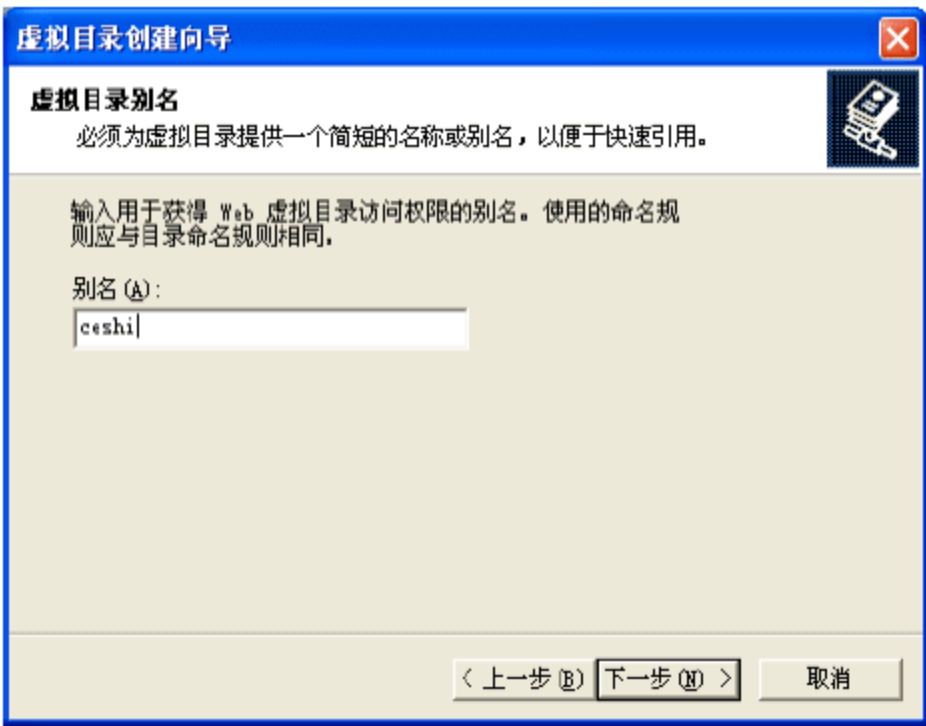 虚拟目录创建向导
虚拟目录别名
必须为虚拟目录提供一个简短的名称或别名，以便于快速引用。
输入用于获得 Web 虚拟目录访问权限的别名。使用的命名规
则应与目录命名规则相同。
别名(A):
ceshi
< 上一步(B) 下一步(N) > 取消